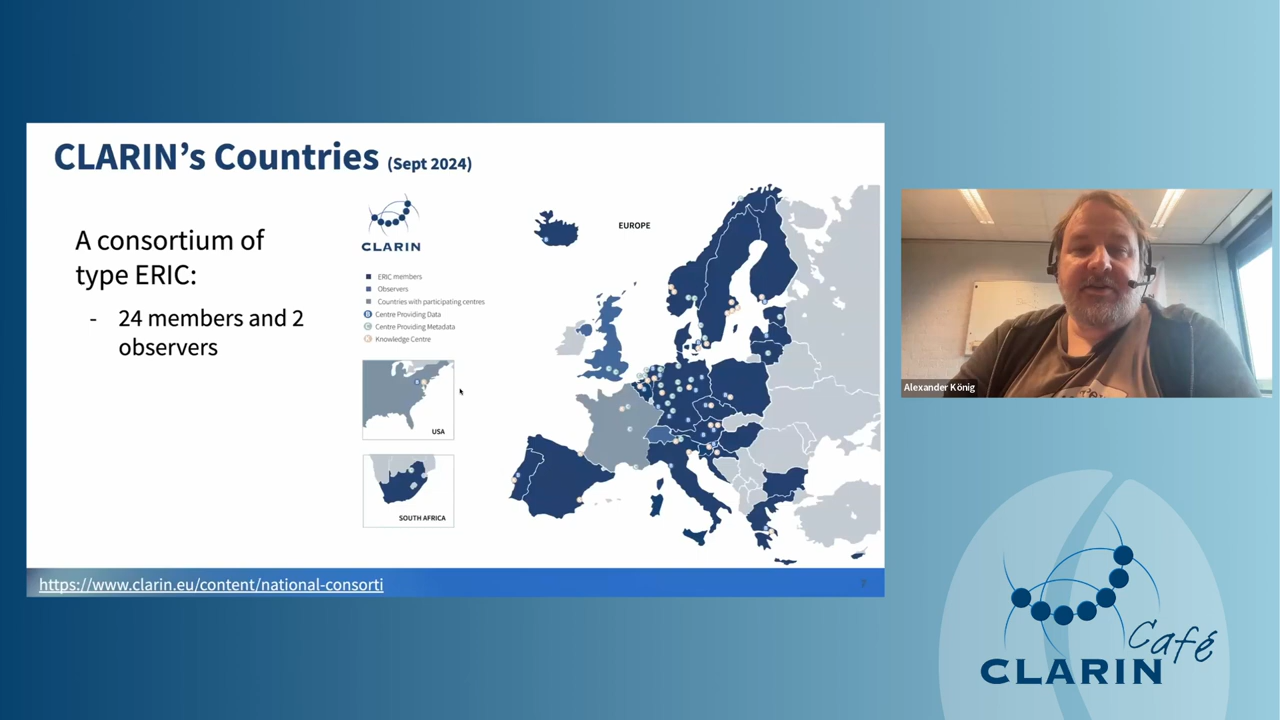 CLARIN's Countries (Sept 2024)
A consortium of
type ERIC:
- 24 members and 2
observers
CLARIN
ERIC members
Observers
Countries with participating centres
B Centre Providing Data
C Centre Providing Metadata
K Knowledge Centre
USA
SOUTH AFRICA
EUROPE
https://www.clarin.eu/content/national-consorti
Alexander König
Café
CLARIN